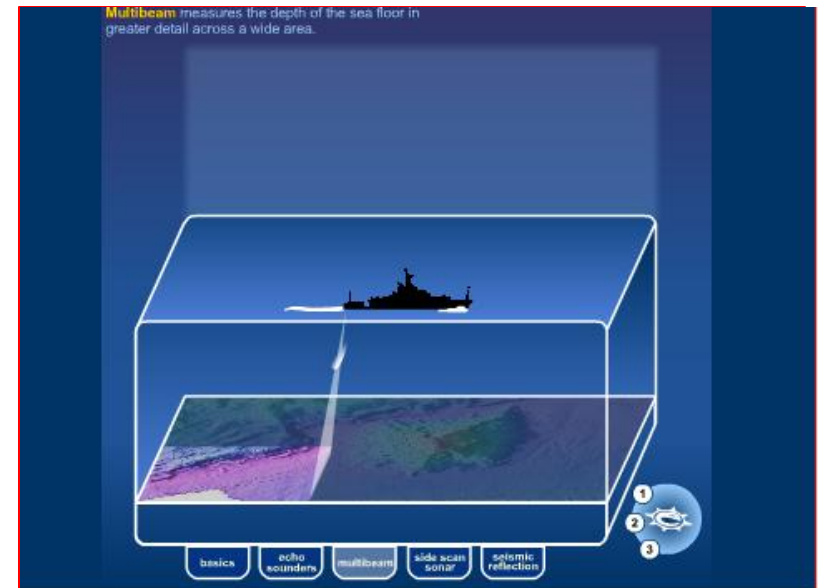 Multibeam measures the depth of the sea floor in
greater detail across a wide area.
1
2
3
basics
echo
sounders
multibeam
side scan
sonar
seismic
reflection